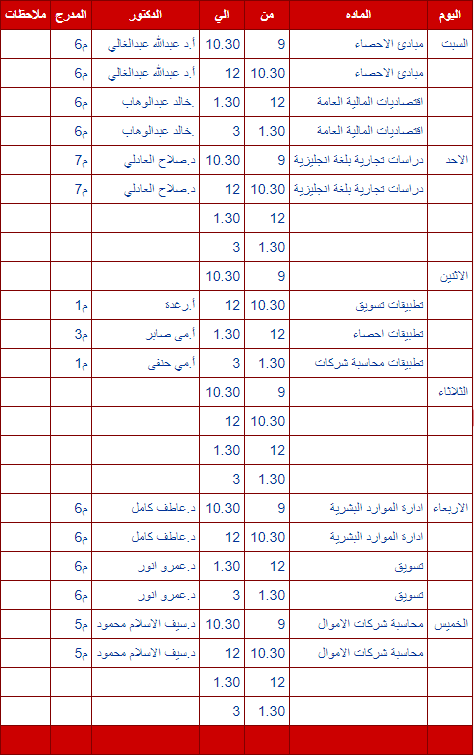 اليوم الماده من الي الدكتور المدرج ملاحظات
السبت مبادئ الاحصاء 9 10.30 أ.د عبدالله عبدالغالي م6
مبادئ الاحصاء 10.30 12 أ.د عبدالله عبدالغالي م6
اقتصاديات المالية العامة 12 1.30 .خالد عبدالوهاب م6
اقتصاديات المالية العامة 1.30 3 .خالد عبدالوهاب م6
الاحد دراسات تجارية بلغة انجليزية 9 10.30 د.صلاح العادلي م7
دراسات تجارية بلغة انجليزية 10.30 12 د.صلاح العادلي م7
12 1.30
1.30 3
الاثنين 9 10.30
تطبيقات تسويق 10.30 12 أ.رغدة م1
تطبيقات احصاء 12 1.30 أ.مى صابر م3
تطبيقات محاسبة شركات 1.30 3 أ.مي حنفى م1
الثلاثاء 9 10.30
10.30 12
12 1.30
1.30 3
الاربعاء ادارة الموارد البشرية 9 10.30 د.عاطف كامل م6
ادارة الموارد البشرية 10.30 12 د.عاطف كامل م6
تسويق 12 1.30 د.عمرو انور م6
تسويق 1.30 3 د.عمرو انور م6
الخميس محاسبة شركات الاموال 9 10.30 د.سيف الاسلام محمود م5
محاسبة شركات الاموال 10.30 12 د.سيف الاسلام محمود م5
12 1.30
1.30 3